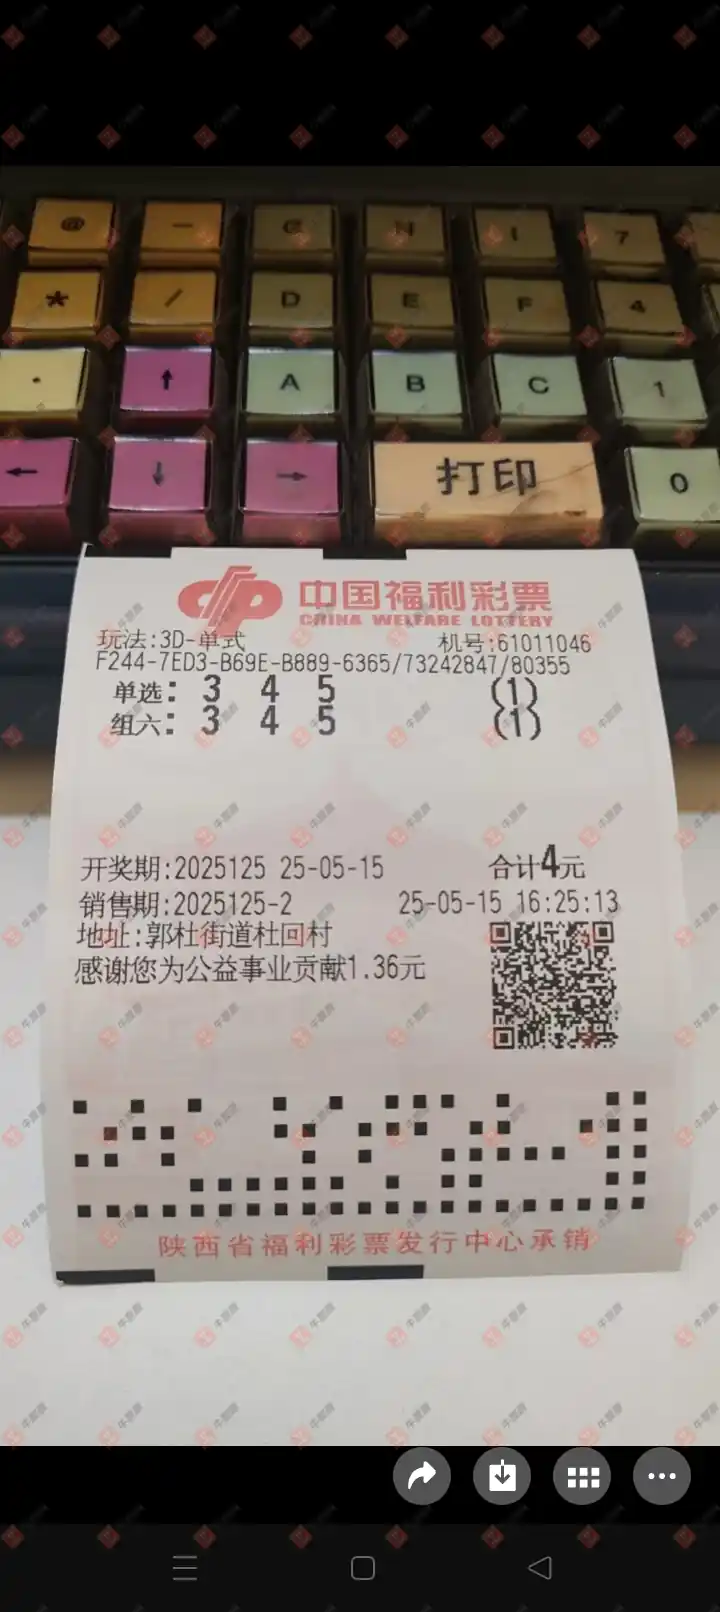 @ - G N I 7
* / D E F 4
. ↑ A B C 1
← ↓ → 打印 0
中国福利彩票
CHINA WELFARE LOTTERY
玩法:3D-单式 机号:61011046
F244-7ED3-B69E-B889-6365/73242847/80355
单选: 3 4 5 (1)
组六: 3 4 5 (1)
开奖期:2025125 25-05-15 合计4元
销售期:2025125-2 25-05-15 16:25:13
地址:郭杜街道杜回村
感谢您为公益事业贡献1.36元
陕西省福利彩票发行中心承销